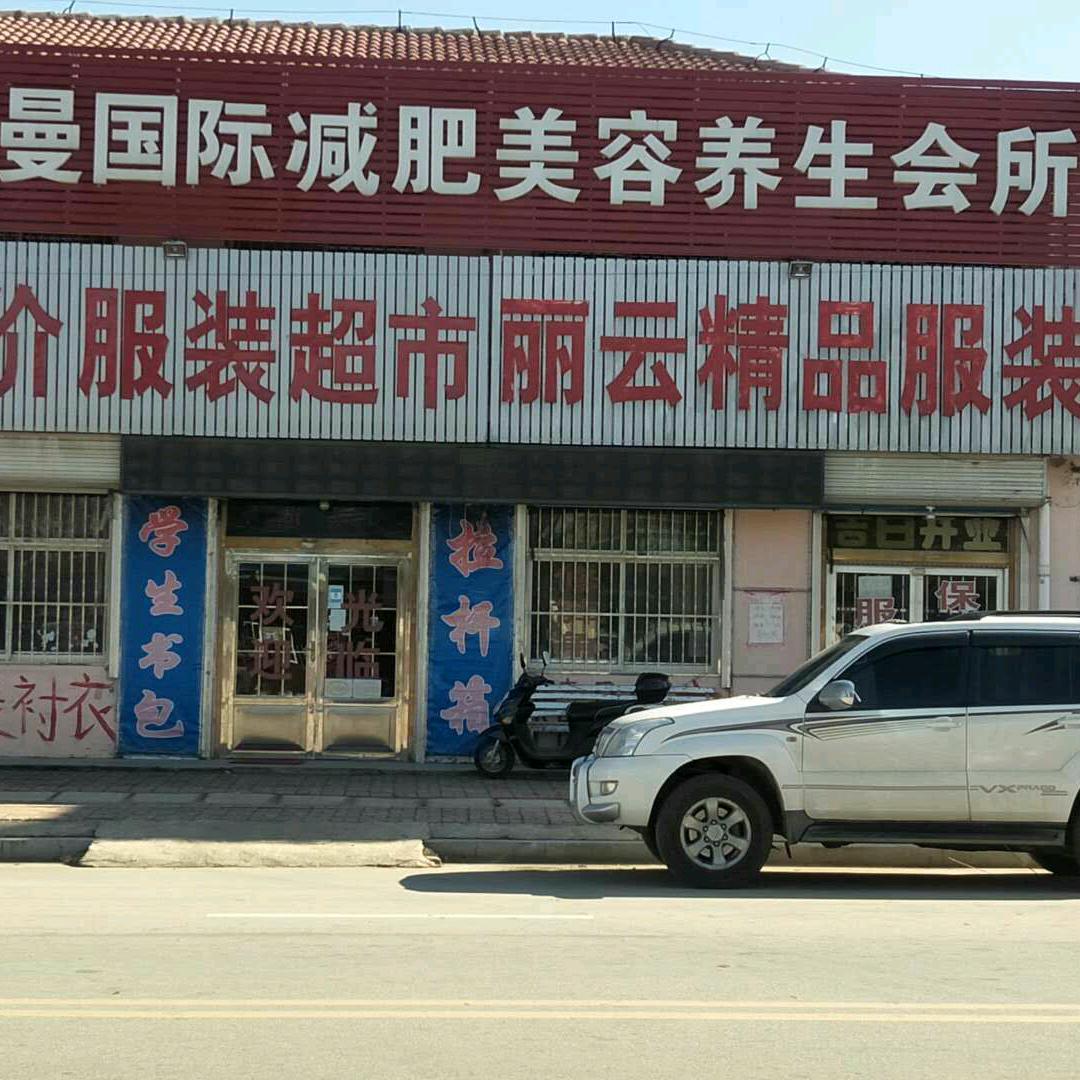 曼国际减肥美容养生会所
价服装超市丽云精品服装
学生书包
欢迎
光临
拉杆箱
吉日开业
服
保
衬衣
VX PRADO